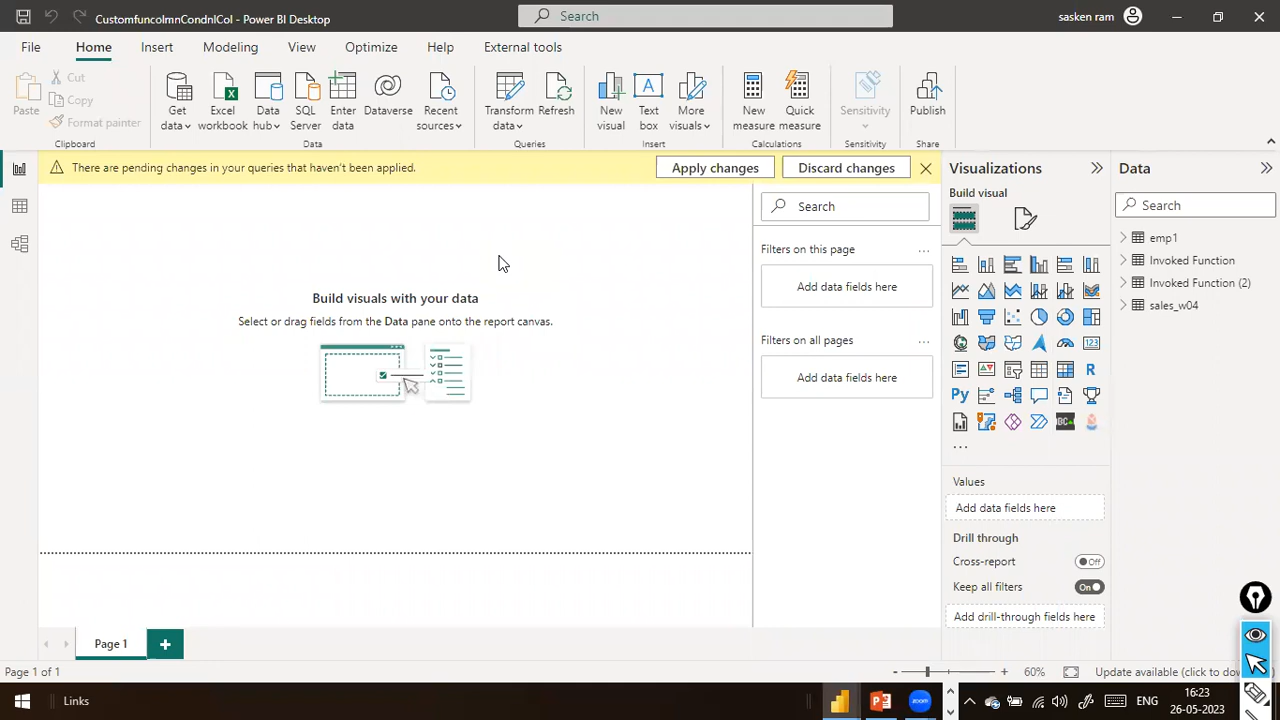 CustomfuncolmnCondnlCol - Power BI Desktop
Search
sasken ram
File
Home
Insert
Modeling
View
Optimize
Help
External tools
Paste
Cut
Copy
Format painter
Get data
Excel workbook
Data hub
SQL Server
Enter data
Dataverse
Recent sources
Transform data
Refresh
New visual
Text box
More visuals
New measure
Quick measure
Sensitivity
Publish
Clipboard
Data
Queries
Insert
Calculations
Sensitivity
Share
There are pending changes in your queries that haven't been applied.
Apply changes
Discard changes
Build visuals with your data
Select or drag fields from the Data pane onto the report canvas.
Search
Filters on this page
Add data fields here
Filters on all pages
Add data fields here
Visualizations
Build visual
123
R
Py
Values
Add data fields here
Drill through
Cross-report
Off
Keep all filters
On
Add drill-through fields here
Data
Search
emp1
Invoked Function
Invoked Function (2)
sales_w04
Page 1
Page 1 of 1
60%
Update available (click to do
Links
zoom
ENG
16:23
26-05-2023